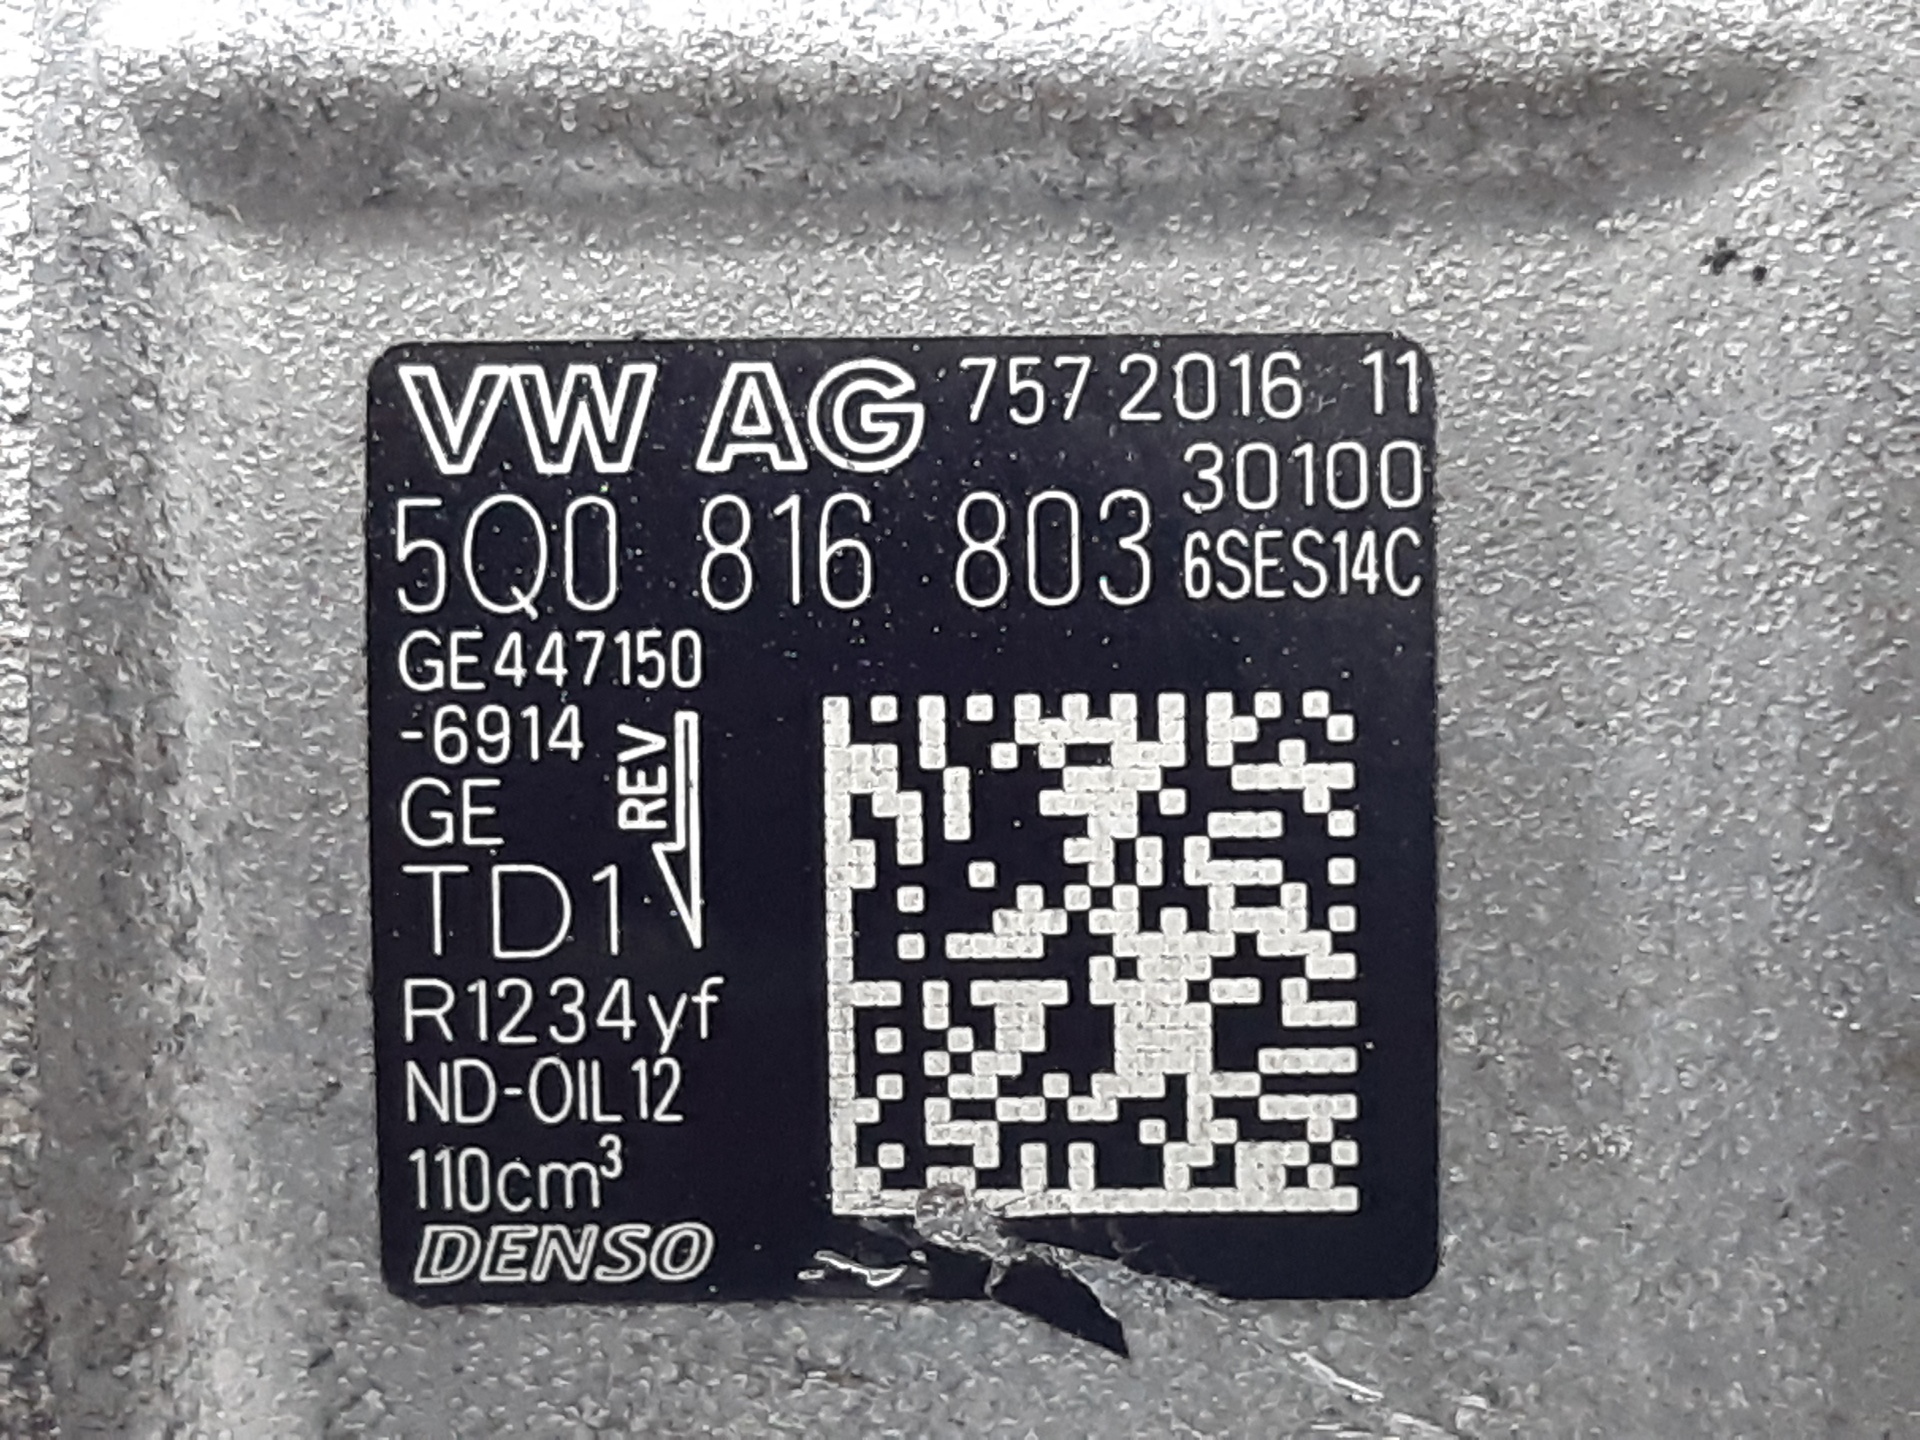 VW AG 757 2016 11
30100
5Q0 816 803 6SES14C
GE447150
-6914
REV
GE
TD1
R1234yf
ND-OIL12
110cm³
DENSO